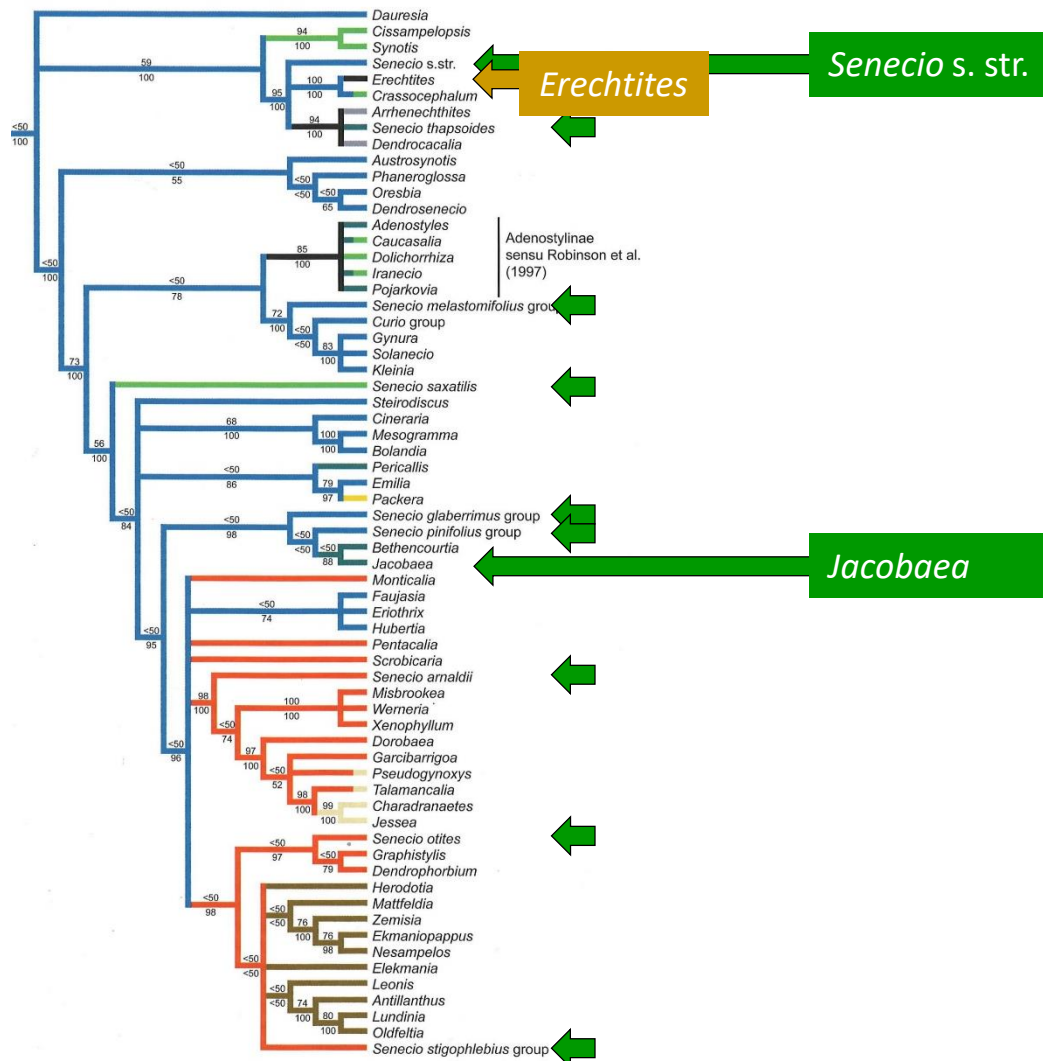 Dauresia
94
Cissampelopsis
100
Synotis
59
100
Senecio s.str.
Senecio s. str.
Erechtites
100
Erechtites
95
100
100
Crassocephalum
94
Arrhenechthites
100
Senecio thapsoides
Dendrocacalia
<50
100
Austrosynotis
<50
55
<50
Phaneroglossa
<50
<50
Oresbia
65
Dendrosenecio
Adenostyles
85
Caucasalia
100
Dolichorrhiza
Iranecio
Pojarkovia
Adenostylinae
sensu Robinson et al.
(1997)
<50
100
<50
78
Senecio melastomifolius group
72
100
Curio group
<50
<50
Gynura
83
Solanecio
100
Kleinia
73
100
Senecio saxatilis
Steirodiscus
68
Cineraria
100
100
Mesogramma
100
Bolandia
56
100
Pericallis
<50
86
79
Emilia
97
Packera
<50
84
Senecio glaberrimus group
<50
98
Senecio pinifolius group
<50
<50
<50
Bethencourtia
88
Jacobaea
Jacobaea
Monticalia
Faujasia
<50
Eriothrix
74
Hubertia
<50
95
Pentacalia
Scrobicaria
Senecio arnaldii
98
100
Misbrookea
100
Werneria
100
Xenophyllum
<50
74
Dorobaea
97
100
Garcibarrigoa
<50
52
Pseudogynoxys
Talamancalia
98
100
99
Charadranaetes
100
Jessea
<50
96
Senecio otites
<50
97
<50
Graphistylis
79
Dendrophorbium
<50
98
Herodotia
<50
<50
Mattfeldia
76
Zemisia
100
76
Ekmaniopappus
98
Nesampelos
<50
<50
Elekmania
Leonis
<50
<50
74
Antillanthus
100
80
Lundinia
100
Oldfeltia
Senecio stigophlebius group